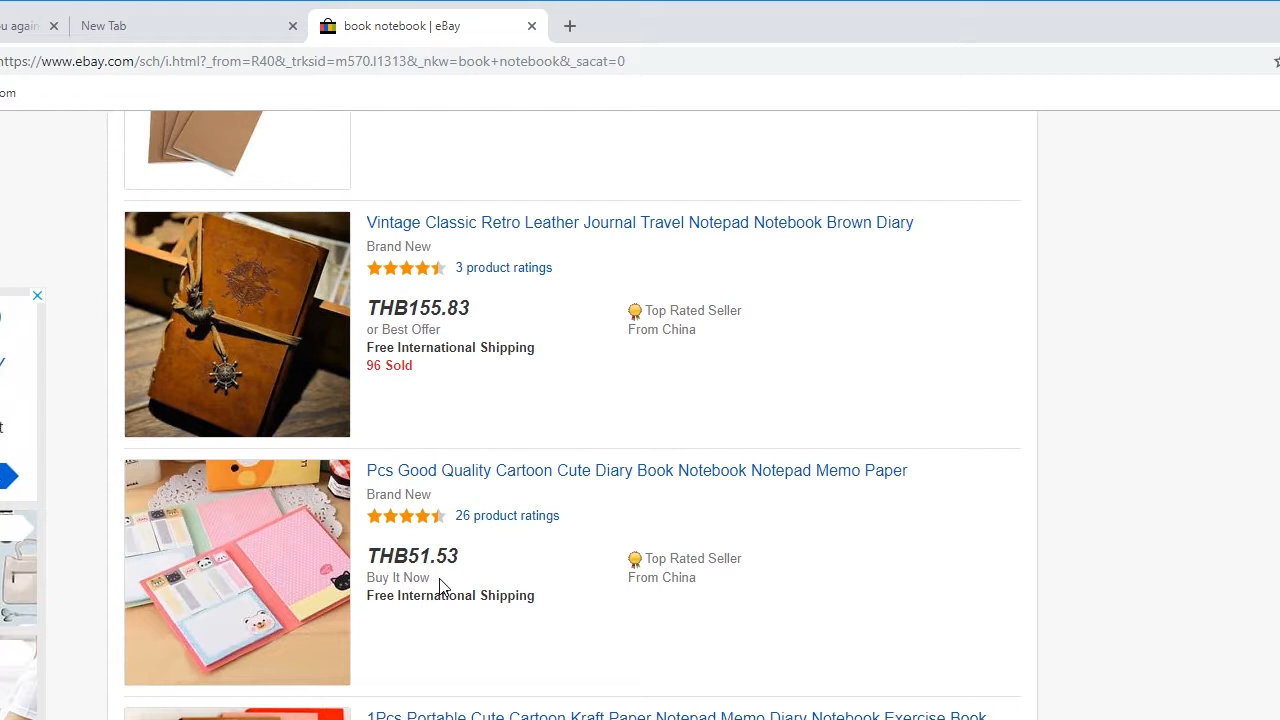 New Tab
book notebook | eBay
https://www.ebay.com/sch/i.html?_from=R40&_trksid=m570.l1313&_nkw=book+notebook&_sacat=0
om
Vintage Classic Retro Leather Journal Travel Notepad Notebook Brown Diary
Brand New
3 product ratings
THB155.83
or Best Offer
Free International Shipping
96 Sold
Top Rated Seller
From China
Pcs Good Quality Cartoon Cute Diary Book Notebook Notepad Memo Paper
Brand New
26 product ratings
THB51.53
Buy It Now
Free International Shipping
Top Rated Seller
From China
1Pcs Portable Cute Cartoon Kraft Paper Notepad Memo Diary Notebook Exercise Book